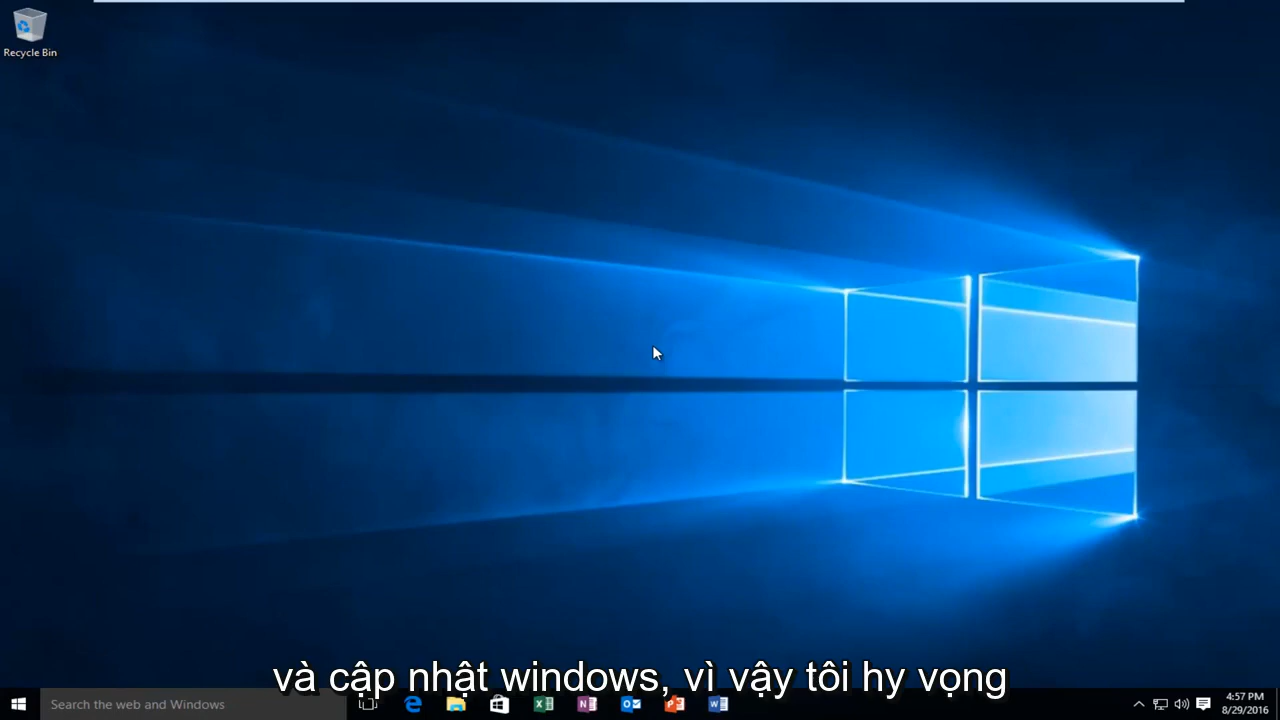 Recycle Bin
và cập nhật windows, vì vậy tôi hy vọng
Search the web and Windows
4:57 PM
8/29/2016